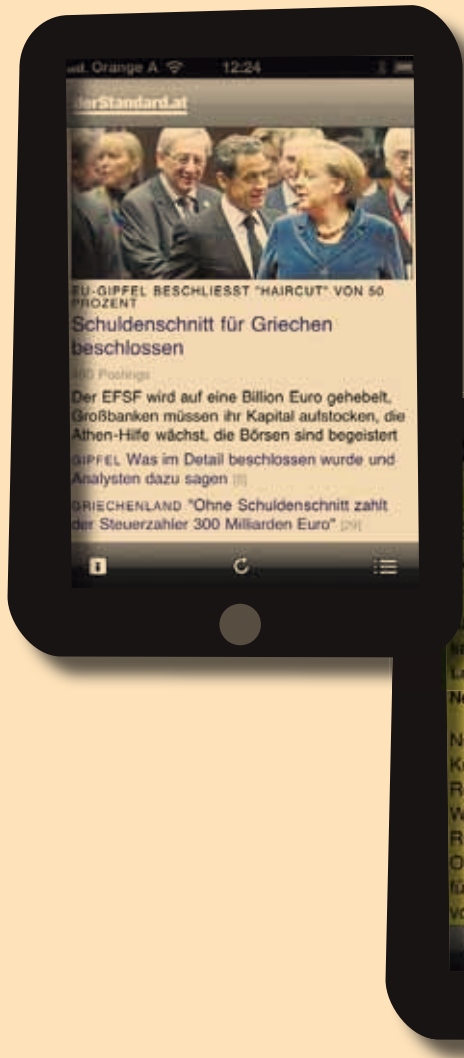 Orange A 12:24
derStandard.at
EU-GIPFEL BESCHLIESST "HAIRCUT" VON 50
PROZENT
Schuldenschnitt für Griechen
beschlossen
Postings
Der EFSF wird auf eine Billion Euro gehebelt,
Großbanken müssen ihr Kapital aufstocken, die
Athen-Hilfe wächst, die Börsen sind begeistert
GIPFEL Was im Detail beschlossen wurde und
Analysten dazu sagen
GRIECHENLAND "Ohne Schuldenschnitt zahlt
der Steuerzahler 300 Milliarden Euro" [29]